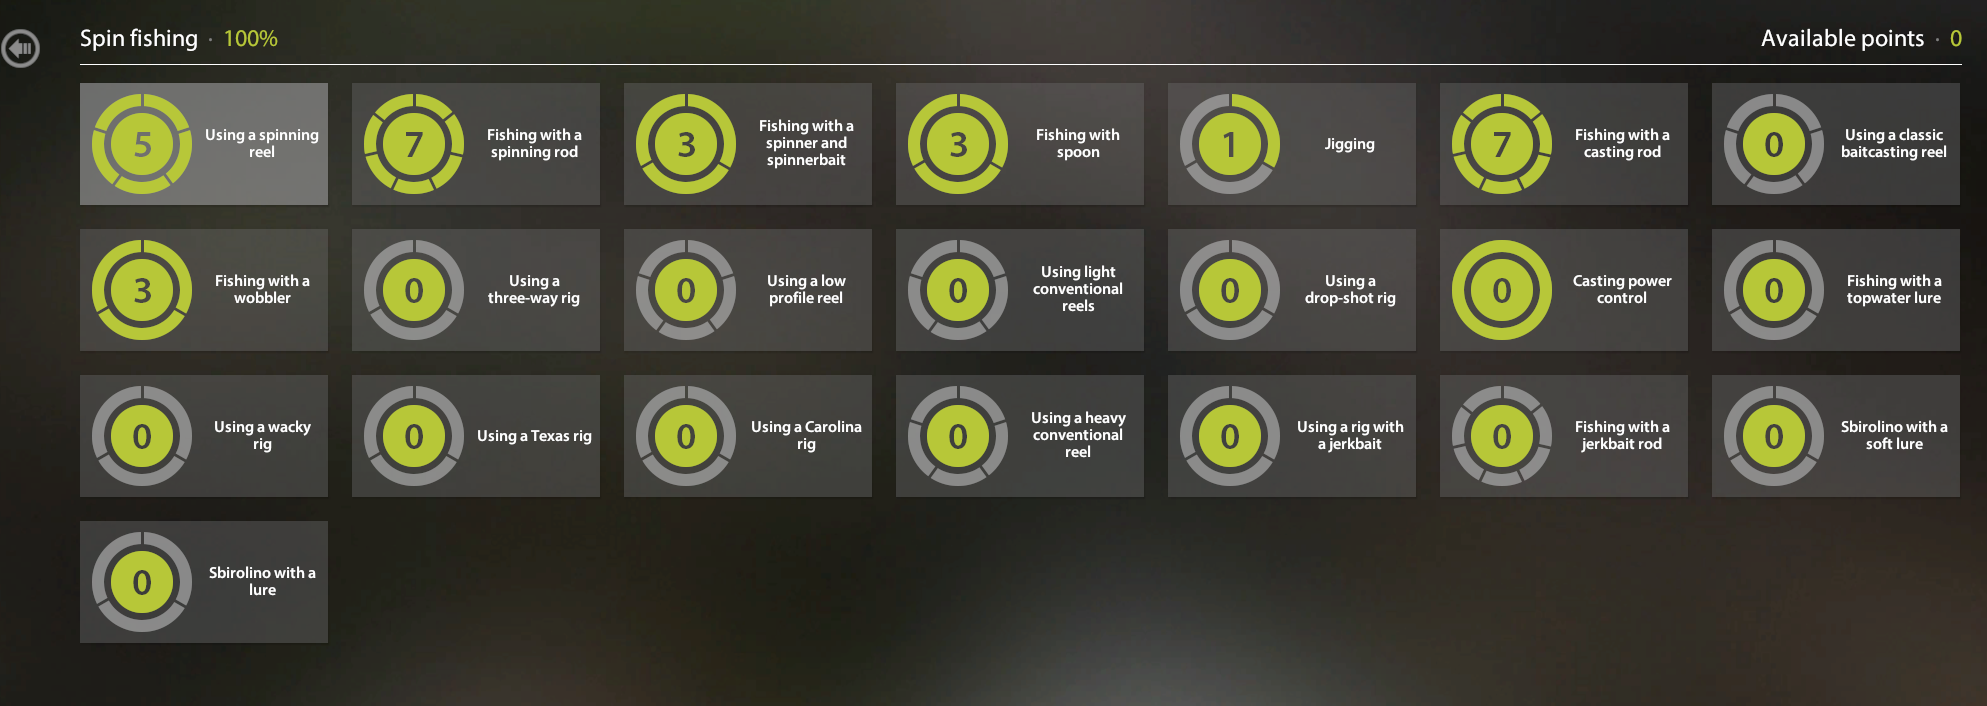 Spin fishing · 100%
Available points · 0
5
Using a spinning
reel
7
Fishing with a
spinning rod
3
Fishing with a
spinner and
spinnerbait
3
Fishing with
spoon
1
Jigging
7
Fishing with a
casting rod
0
Using a classic
baitcasting reel
3
Fishing with a
wobbler
0
Using a
three-way rig
0
Using a low
profile reel
0
Using light
conventional
reels
0
Using a
drop-shot rig
0
Casting power
control
0
Fishing with a
topwater lure
0
Using a wacky
rig
0
Using a Texas rig
0
Using a Carolina
rig
0
Using a heavy
conventional
reel
0
Using a rig with
a jerkbait
0
Fishing with a
jerkbait rod
0
Sbirolino with a
soft lure
0
Sbirolino with a
lure